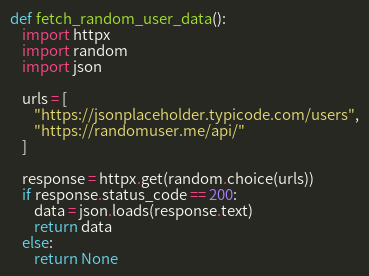 def fetch_random_user_data():
    import httpx
    import random
    import json

    urls = [
        "https://jsonplaceholder.typicode.com/users",
        "https://randomuser.me/api/"
    ]

    response = httpx.get(random.choice(urls))
    if response.status_code == 200:
        data = json.loads(response.text)
        return data
    else:
        return None